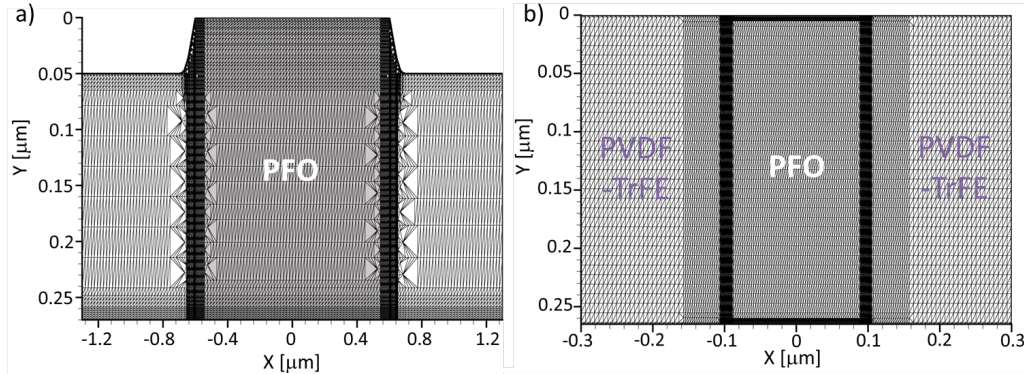 a)
0
0.05
0.1
0.15
0.2
0.25
Y [μm]
PFO
-1.2 -0.8 -0.4 0 0.4 0.8 1.2
X [μm]
b)
0
0.05
0.1
0.15
0.2
0.25
Y [μm]
PVDF
-TrFE
PFO
PVDF
-TrFE
-0.3 -0.2 -0.1 0 0.1 0.2 0.3
X [μm]